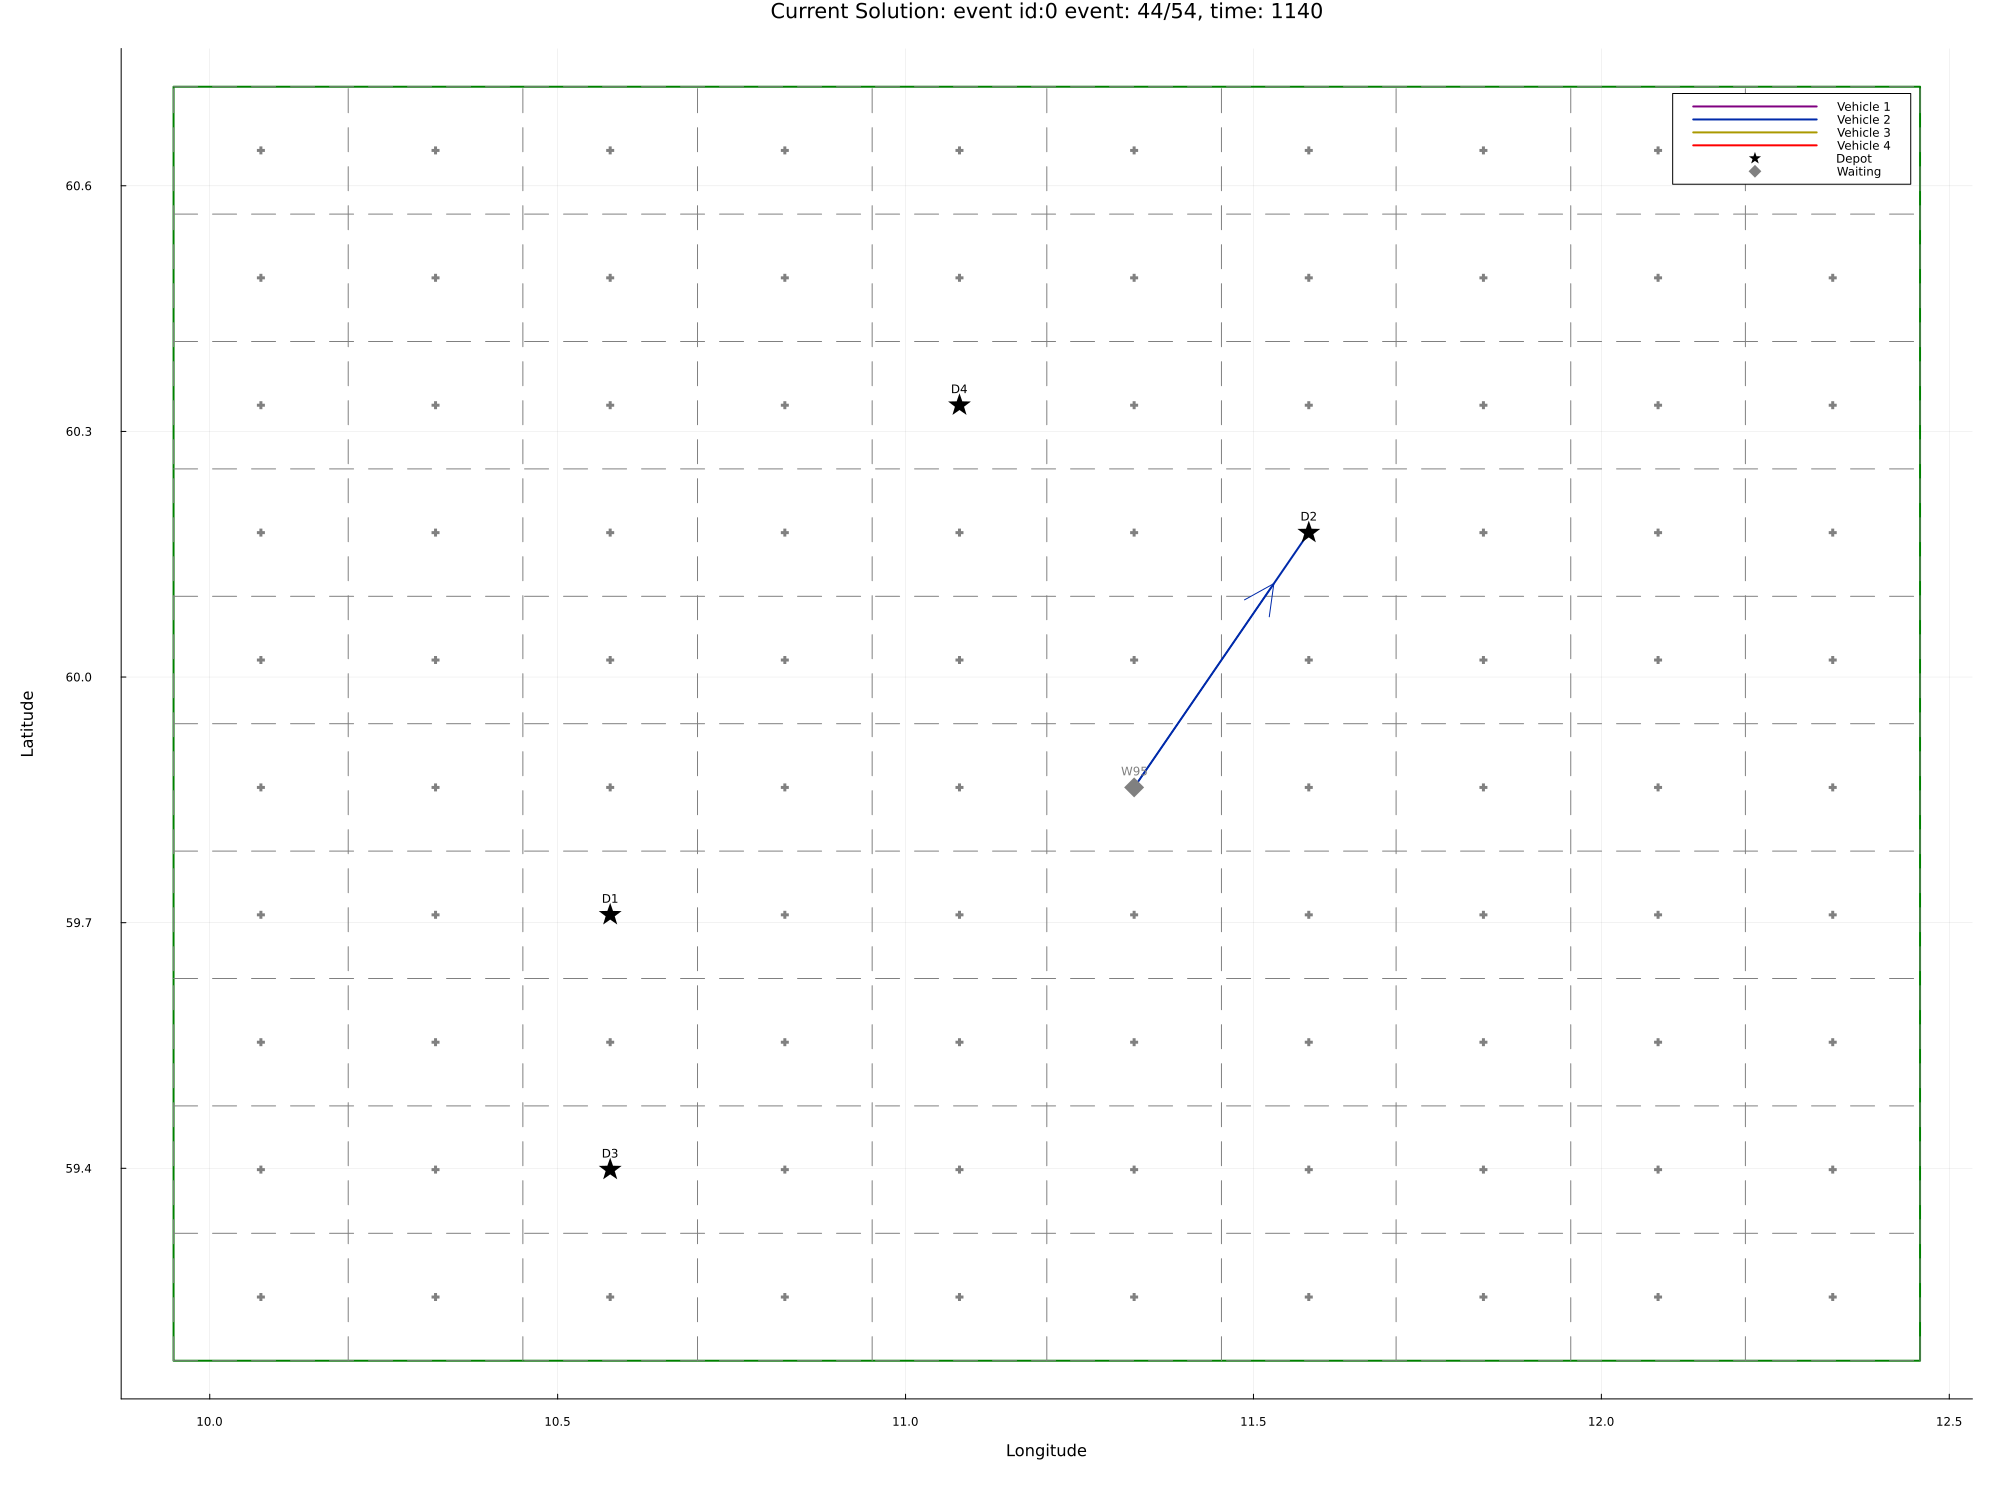 Current Solution: event id:0 event: 44/54, time: 1140
Vehicle 1
Vehicle 2
Vehicle 3
Vehicle 4
Depot
Waiting
60.6
D4
60.3
D2
60.0
Latitude
W95
D1
59.7
D3
59.4
10.0 10.5 11.0 11.5 12.0 12.5
Longitude